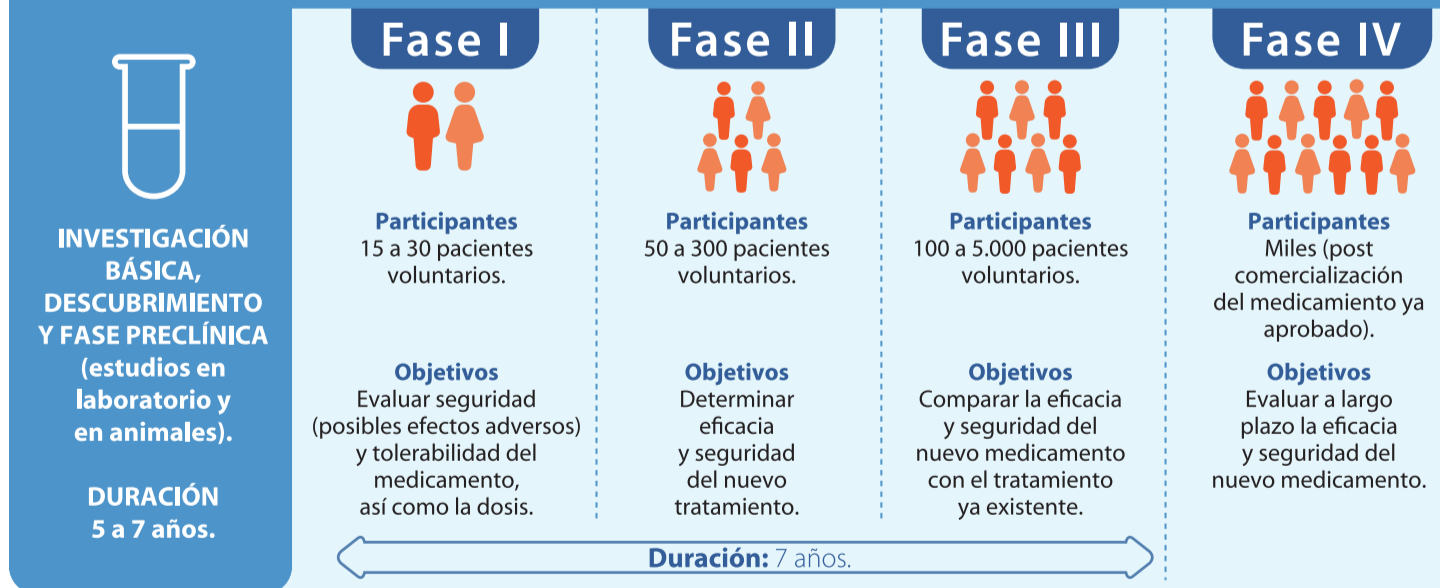 INVESTIGACIÓN
BÁSICA,
DESCUBRIMIENTO
Y FASE PRECLÍNICA
(estudios en
laboratorio y
en animales).
DURACIÓN
5 a 7 años.
Fase I
Participantes
15 a 30 pacientes
voluntarios.
Objetivos
Evaluar seguridad
(posibles efectos adversos)
y tolerabilidad del
medicamento,
así como la dosis.
Fase II
Participantes
50 a 300 pacientes
voluntarios.
Objetivos
Determinar
eficacia
y seguridad
del nuevo
tratamiento.
Fase III
Participantes
100 a 5.000 pacientes
voluntarios.
Objetivos
Comparar la eficacia
y seguridad del
nuevo medicamento
con el tratamiento
ya existente.
Fase IV
Participantes
Miles (post
comercialización
del medicamiento ya
aprobado).
Objetivos
Evaluar a largo
plazo la eficacia
y seguridad del
nuevo medicamento.
Duración: 7 años.